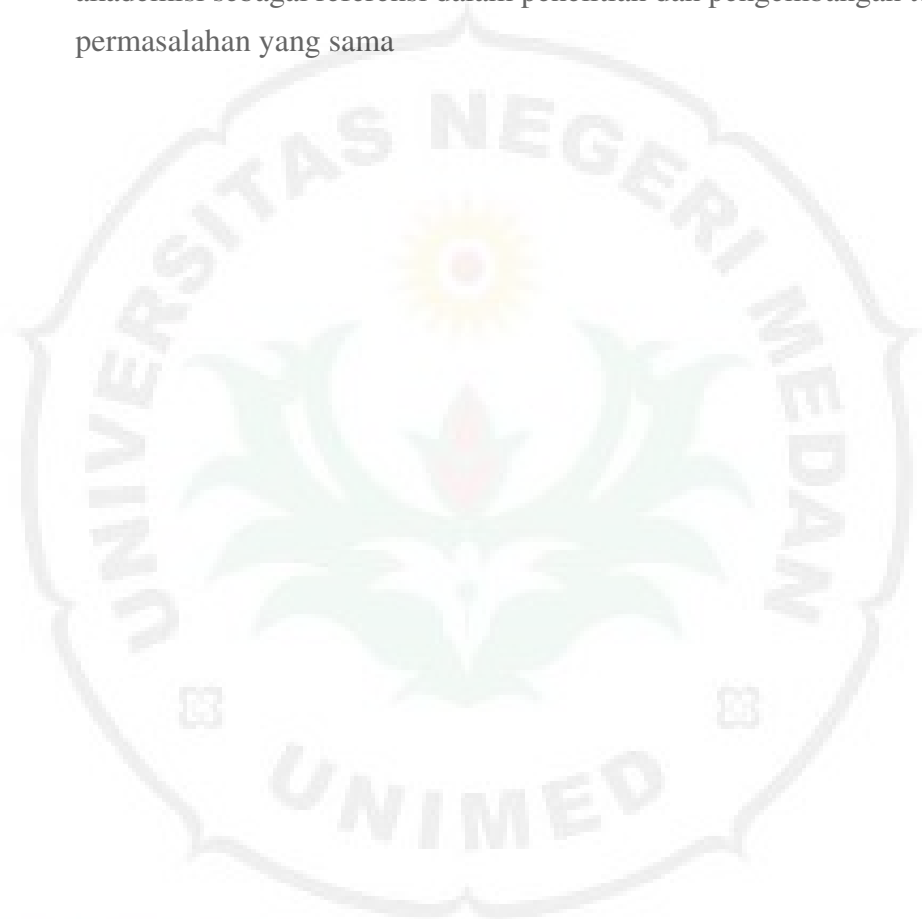 akademisi sebagai referensi dalam penelitian dan pengembangan
permasalahan yang sama
UNIVERSITAS NEGERI MEDAN
UNIMED